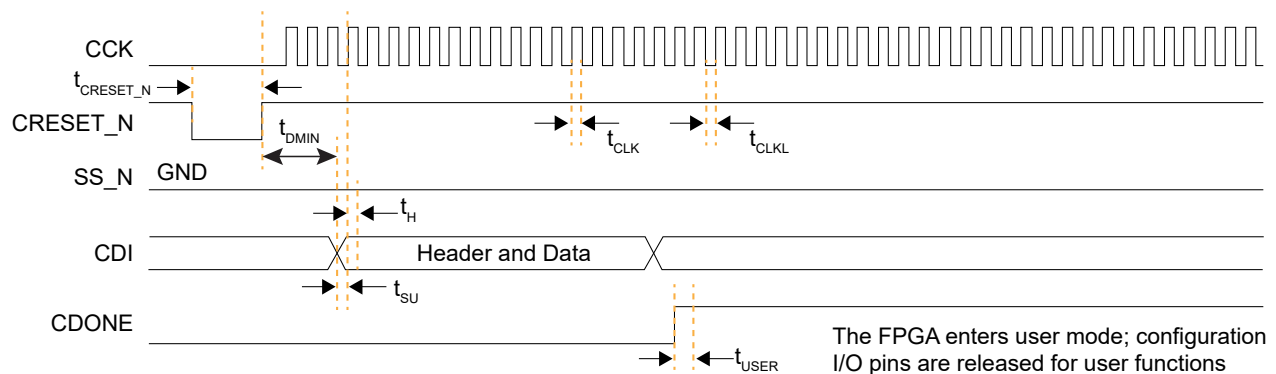 CCK
tCRESET_N
CRESET_N
tDMIN
tCLK
tCLKL
SS_N
GND
tH
CDI
Header and Data
tSU
CDONE
tUSER
The FPGA enters user mode; configuration
I/O pins are released for user functions